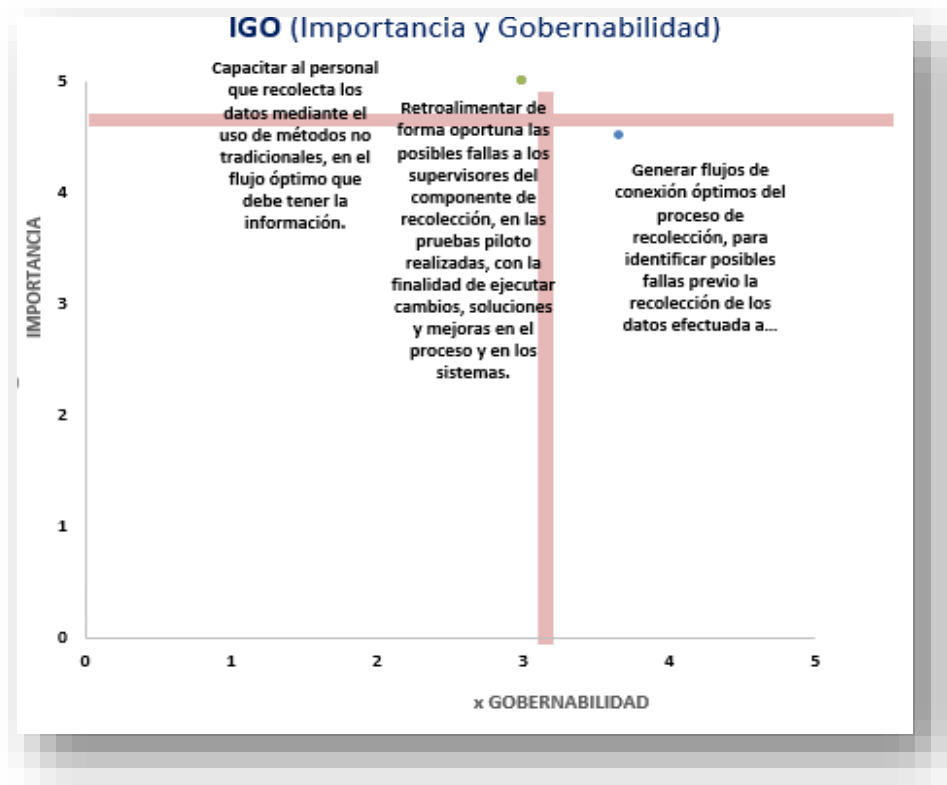 IGO (Importancia y Gobernabilidad)
Capacitar al personal
que recolecta los
datos mediante el
uso de métodos no
tradicionales, en el
flujo óptimo que
debe tener la
información.
Retroalimentar de
forma oportuna las
posibles fallas a los
supervisores del
componente de
recolección, en las
pruebas piloto
realizadas, con la
finalidad de ejecutar
cambios, soluciones
y mejoras en el
proceso y en los
sistemas.
Generar flujos de
conexión óptimos del
proceso de
recolección, para
identificar posibles
fallas previo la
recolección de los
datos efectuada a...
IMPORTANCIA
5
4
3
2
1
0
0 1 2 3 4 5
x GOBERNABILIDAD